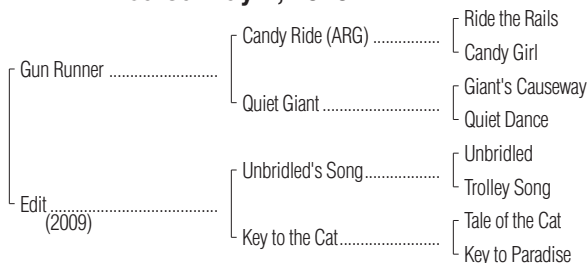 Ride the Rails
Candy Ride (ARG) ................
Candy Girl
Gun Runner ..........................
Giant's Causeway
Quiet Giant............................
Quiet Dance
Unbridled
Unbridled's Song..................
Trolley Song
Edit ........................................
(2009)
Tale of the Cat
Key to the Cat........................
Key to Paradise